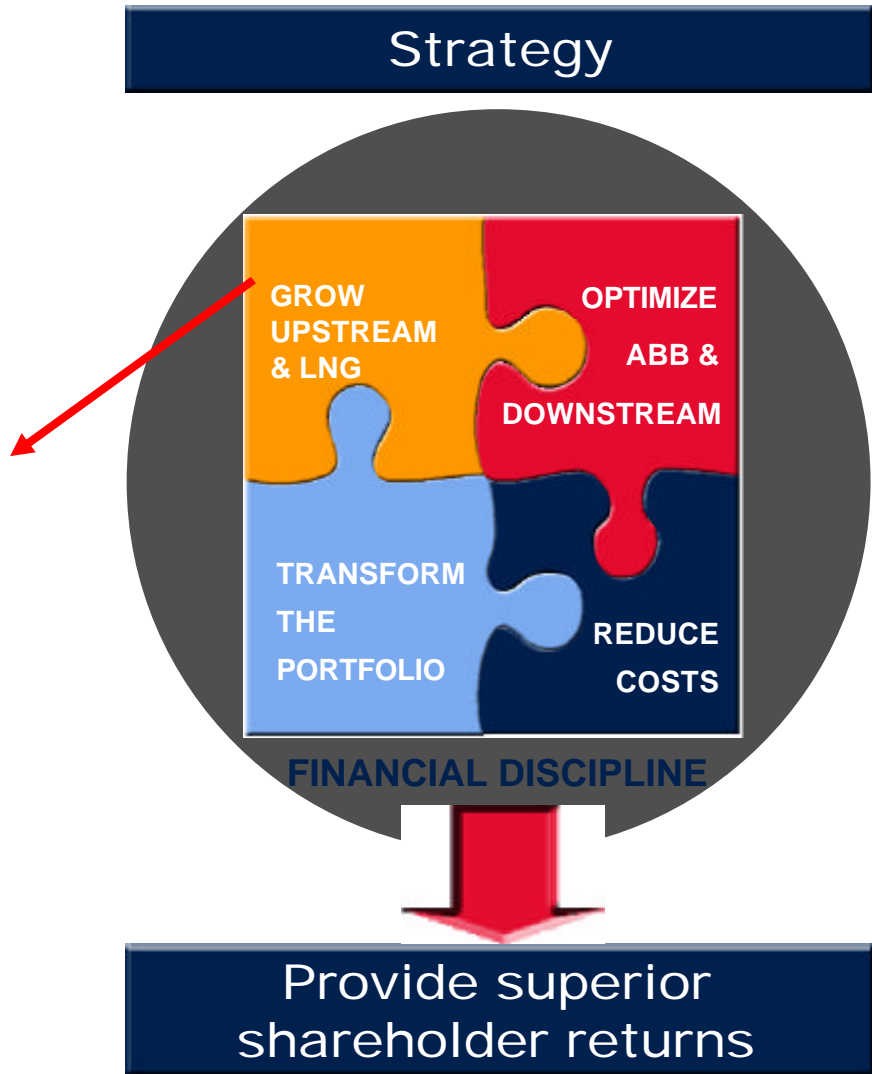 Strategy
GROW
UPSTREAM
& LNG
OPTIMIZE
ABB &
DOWNSTREAM
TRANSFORM
THE
PORTFOLIO
REDUCE
COSTS
FINANCIAL DISCIPLINE
Provide superior
shareholder returns